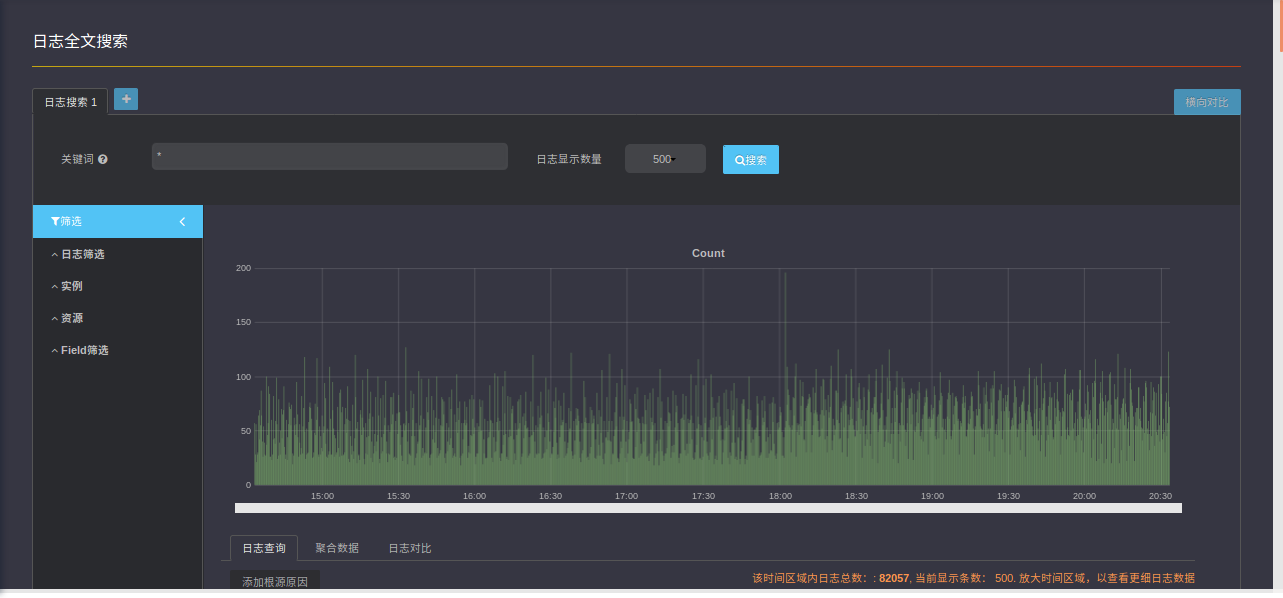 日志全文搜索
日志搜索 1
横向对比
关键词
*
日志显示数量
500
搜索
筛选
日志筛选
实例
资源
Field筛选
Count
200
150
100
50
0
15:00 15:30 16:00 16:30 17:00 17:30 18:00 18:30 19:00 19:30 20:00 20:30
日志查询 聚合数据 日志对比
添加根源原因
该时间区域内日志总数：: 82057, 当前显示条数： 500. 放大时间区域，以查看更细日志数据